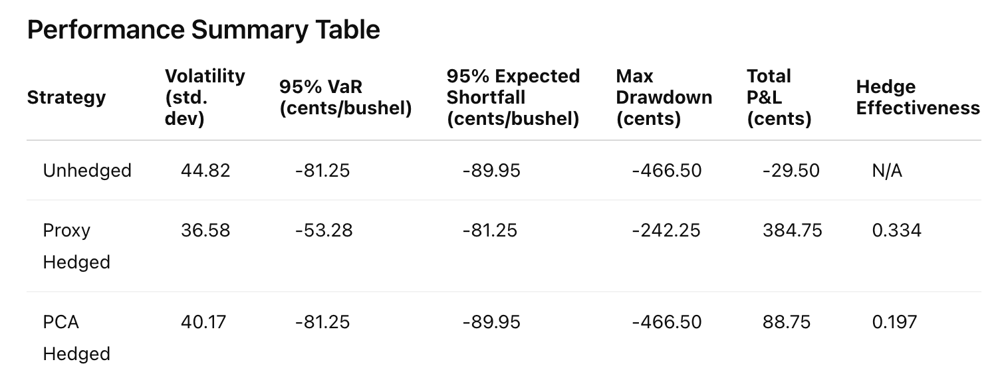 Performance Summary Table
Strategy Volatility (std. dev) 95% VaR (cents/bushel) 95% Expected Shortfall (cents/bushel) Max Drawdown (cents) Total P&L (cents) Hedge Effectiveness
Unhedged 44.82 -81.25 -89.95 -466.50 -29.50 N/A
Proxy Hedged 36.58 -53.28 -81.25 -242.25 384.75 0.334
PCA Hedged 40.17 -81.25 -89.95 -466.50 88.75 0.197